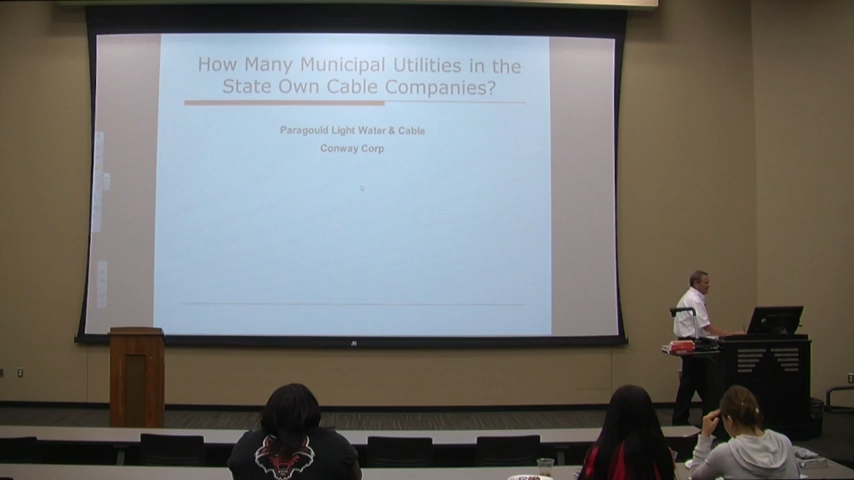 How Many Municipal Utilities in the
State Own Cable Companies?
Paragould Light Water & Cable
Conway Corp